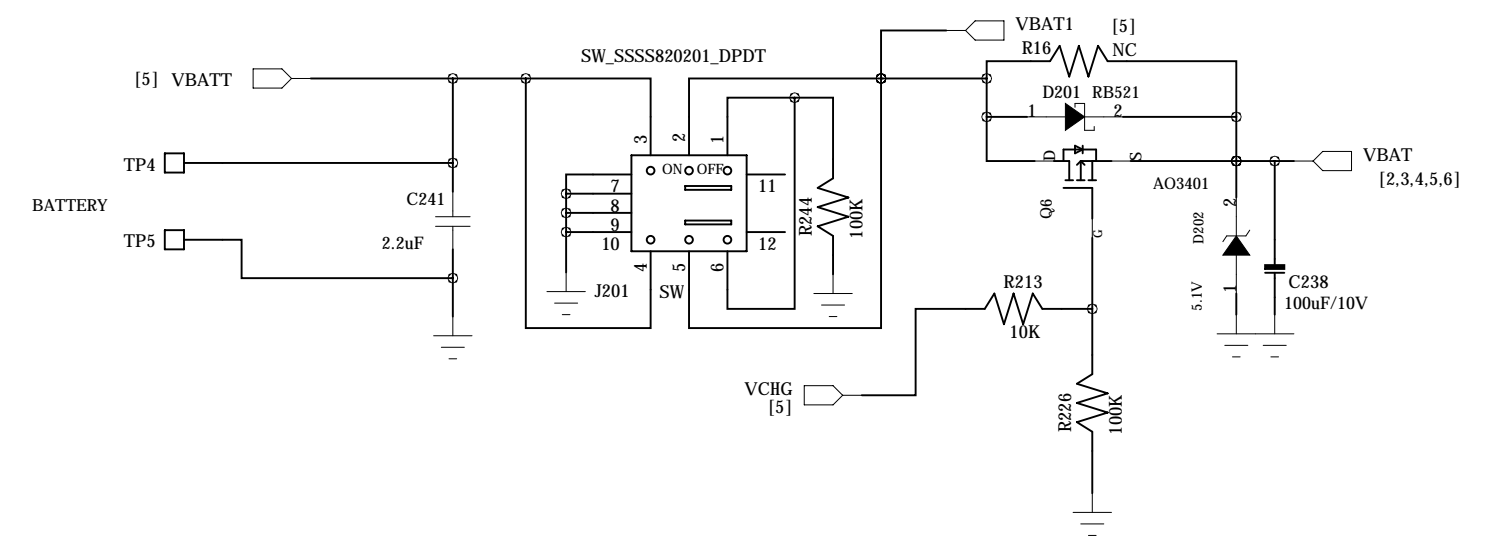 VBAT1 [5]
SW_SSSS820201_DPDT
R16 NC
[5] VBATT
D201 RB521
1 2
3 2 1
TP4
ON OFF
D S
VBAT
[2,3,4,5,6]
11
7
8
9
10
12
AO3401
Q6
G
C241
2.2uF
BATTERY
TP5
R244
100K
D202
2
1
5.1V
4 5 6
J201 SW
R213
10K
C238
100uF/10V
VCHG
[5]
R226
100K